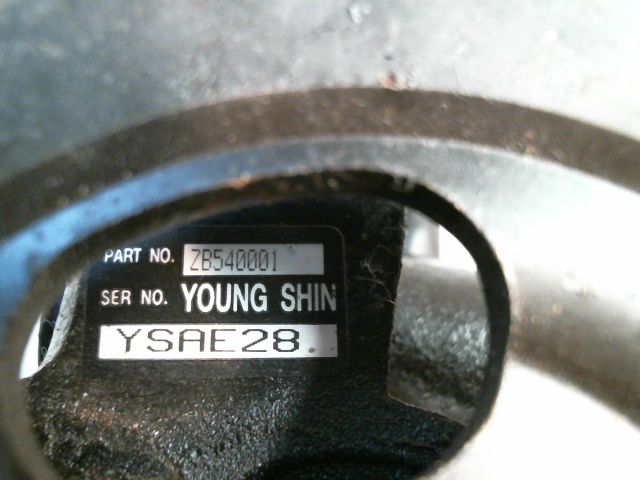 PART NO. ZB540001
SER NO. YOUNG SHIN
YSAE28.